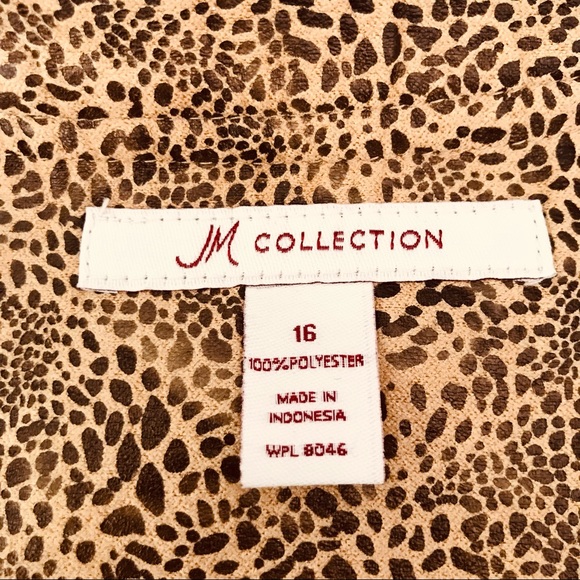 JM COLLECTION
16
100%POLYESTER
MADE IN
INDONESIA
WPL 8046